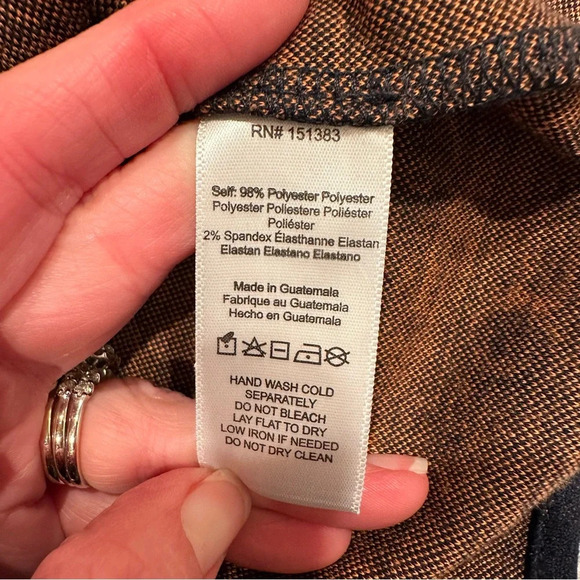 RN# 151383
Self: 98% Polyester Polyester
Polyester Poliestere Poliéster
Poliéster
2% Spandex Élasthanne Elastan
Elastan Elastano Elastano
Made in Guatemala
Fabrique au Guatemala
Hecho en Guatemala
HAND WASH COLD
SEPARATELY
DO NOT BLEACH
LAY FLAT TO DRY
LOW IRON IF NEEDED
DO NOT DRY CLEAN